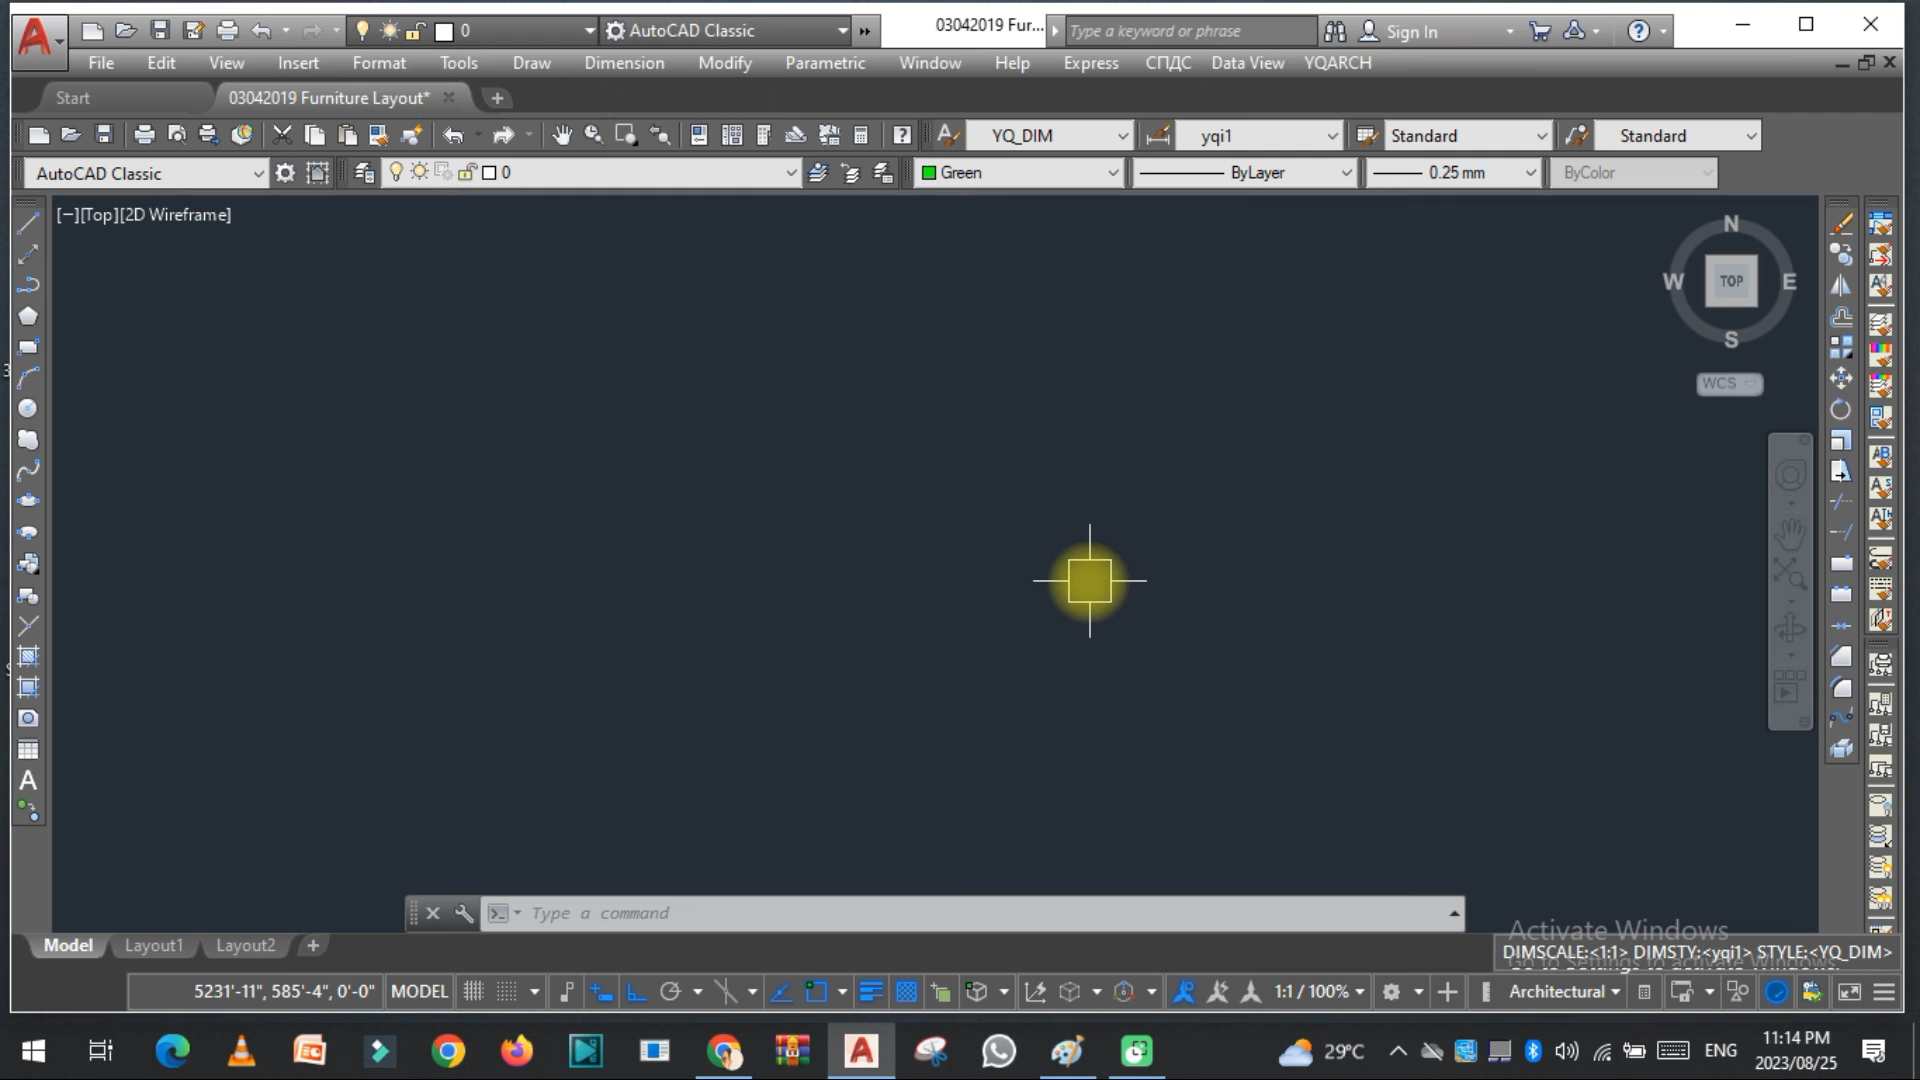 0
AutoCAD Classic
03042019 Fur...
Type a keyword or phrase
Sign In
File Edit View Insert Format Tools Draw Dimension Modify Parametric Window Help Express СПДС Data View YQARCH
Start
03042019 Furniture Layout*
YQ_DIM
yqi1
Standard
Standard
AutoCAD Classic
0
Green
ByLayer
0.25 mm
ByColor
[−][Top][2D Wireframe]
N
W TOP E
S
WCS
Type a command
Activate Windows
Model Layout1 Layout2
DIMSCALE:<1:1> DIMSTY:<yqi1> STYLE:<YQ_DIM>
5231'-11", 585'-4", 0'-0" MODEL 1:1 / 100% Architectural
29°C ENG
11:14 PM
2023/08/25